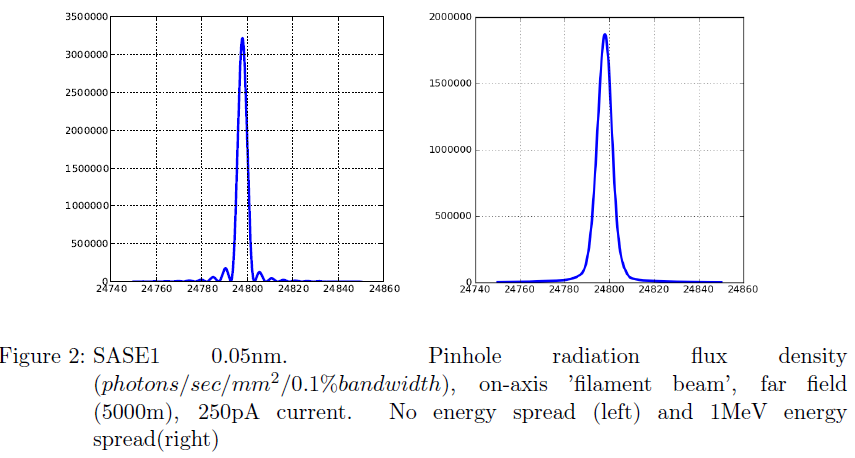 3500000
3000000
2500000
2000000
1500000
1000000
500000
0
24740 24760 24780 24800 24820 24840 24860
2000000
1500000
1000000
500000
0
24740 24760 24780 24800 24820 24840 24860
Figure 2: SASE1 0.05nm. Pinhole radiation flux density
(photons/sec/mm²/0.1%bandwidth), on-axis 'filament beam', far field
(5000m), 250pA current. No energy spread (left) and 1MeV energy
spread(right)